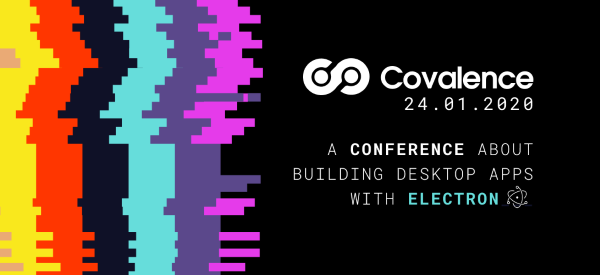 Covalence
24.01.2020
A CONFERENCE ABOUT
BUILDING DESKTOP APPS
WITH ELECTRON